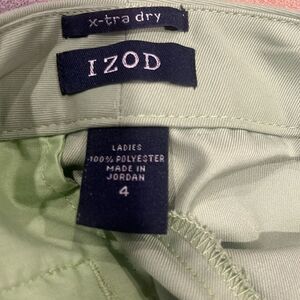 x-tra dry
IZOD
LADIES
100% POLYESTER
MADE IN
JORDAN
4